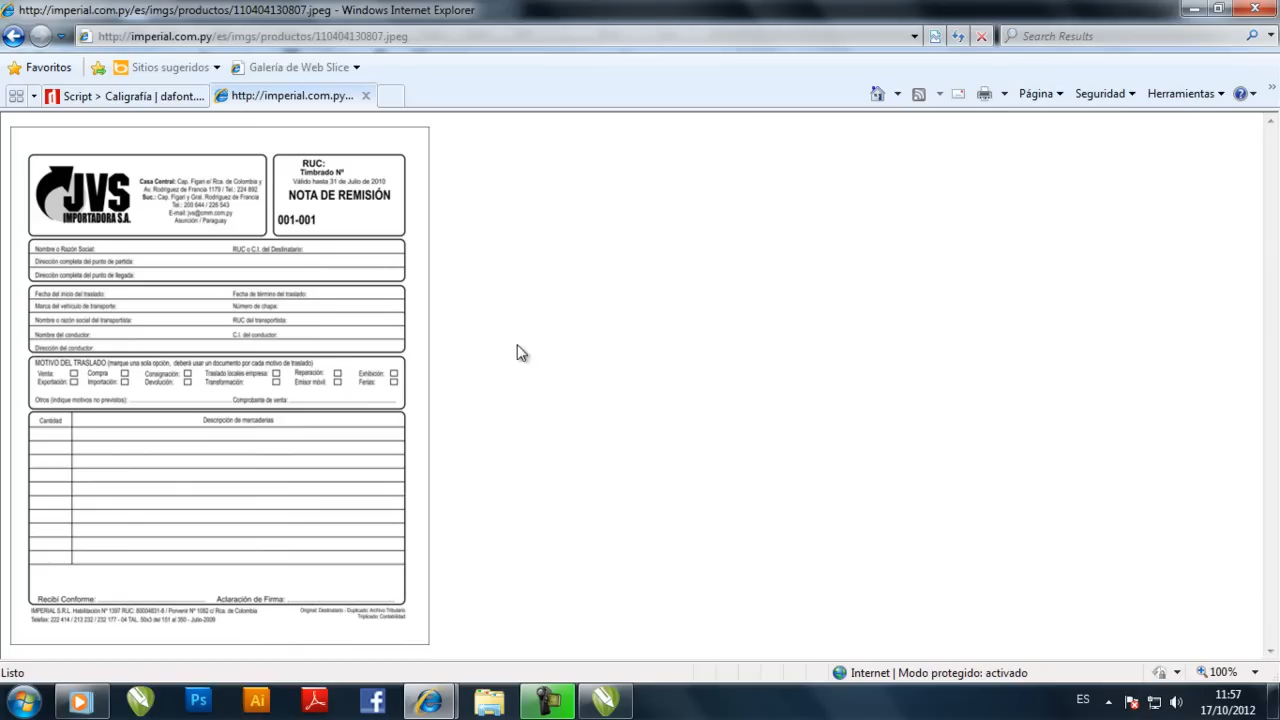 http://imperial.com.py/es/imgs/productos/110404130807.jpeg - Windows Internet Explorer
http://imperial.com.py/es/imgs/productos/110404130807.jpeg
Search Results
Favoritos
Sitios sugeridos
Galería de Web Slice
Script > Caligrafía | dafont....
http://imperial.com.py...
Página
Seguridad
Herramientas
JVS
IMPORTADORA S.A.
Casa Central: Cap. Figari e/ Rca. de Colombia y
Av. Rodríguez de Francia 1179 / Tel.: 224 892
Suc.: Cap. Figari y Gral. Rodríguez de Francia
Tel.: 200 644 / 226 543
E-mail: jvs@cmm.com.py
Asunción / Paraguay
RUC:
Timbrado Nº
Válido hasta 31 de Julio de 2010
NOTA DE REMISIÓN
001-001
Nombre o Razón Social:
RUC o C.I. del Destinatario:
Dirección completa del punto de partida:
Dirección completa del punto de llegada:
Fecha del inicio del traslado:
Fecha de término del traslado:
Marca del vehículo de transporte:
Número de chapa:
Nombre o razón social del transportista:
RUC del transportista:
Nombre del conductor:
C.I. del conductor:
Dirección del conductor:
MOTIVO DEL TRASLADO (marque una sola opción, deberá usar un documento por cada motivo de traslado)
Venta: Compra Consignación: Traslado locales empresa: Reparación: Exhibición:
Exportación: Importación: Devolución: Transformación: Emisor móvil: Ferias:
Otros (indique motivos no previstos):
Comprobante de venta:
Cantidad
Descripción de mercaderías
Recibí Conforme:
Aclaración de Firma:
IMPERIAL S.R.L. Habilitación Nº 1397 RUC: 80004831-8 / Porvenir Nº 1082 c/ Rca. de Colombia
Telefax: 222 414 / 213 232 / 232 177 - 04 TAL. 50x3 del 151 al 350 - Julio-2009
Original: Destinatario - Duplicado: Archivo Tributario
Triplicado: Contabilidad
Listo
Internet | Modo protegido: activado
100%
Ps
Ai
ES
11:57
17/10/2012